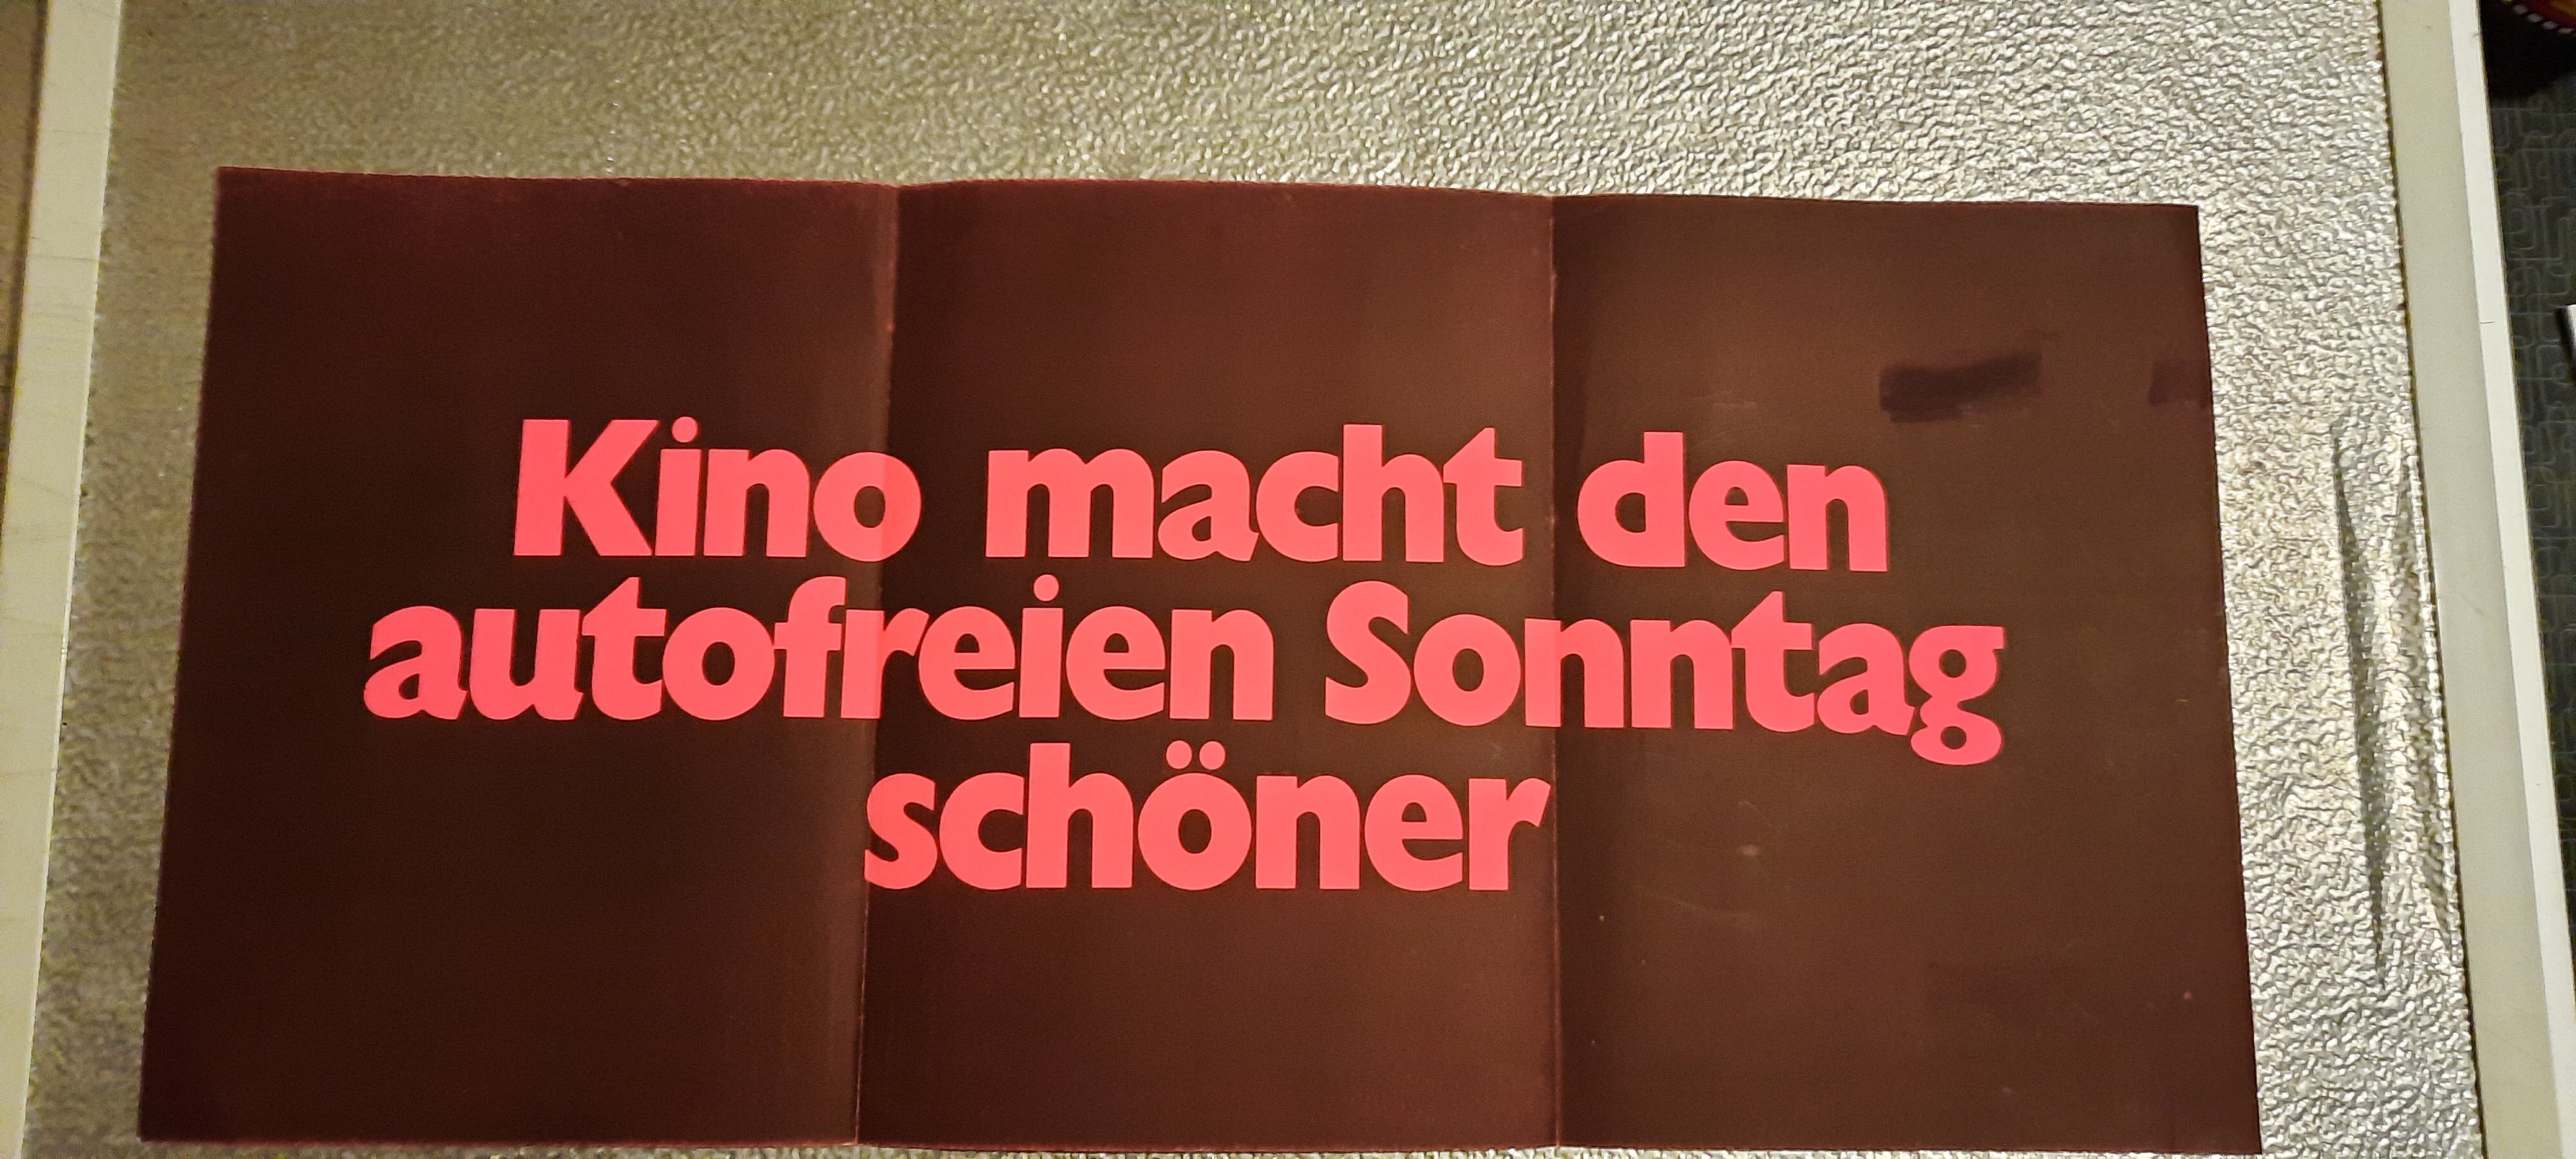 Kino macht den
autofreien Sonntag
schöner